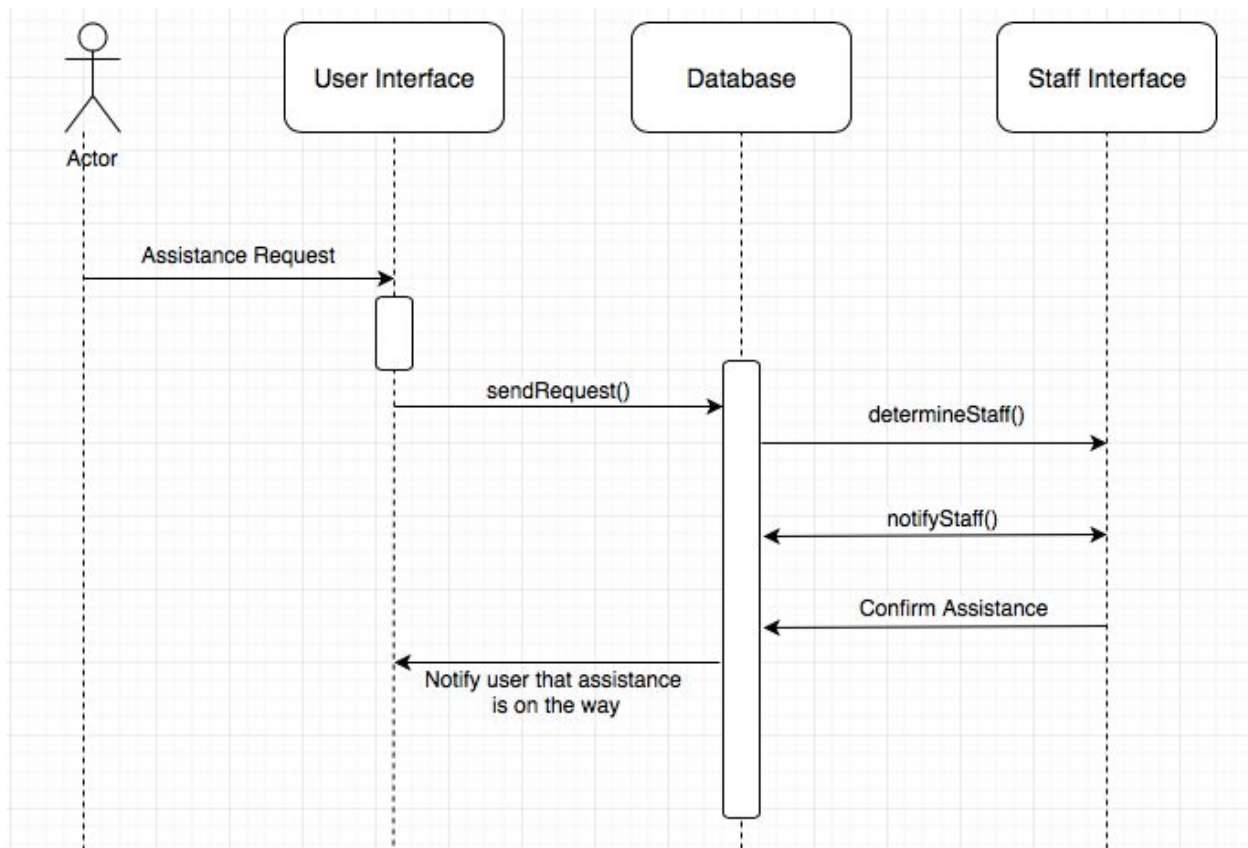 User Interface
Database
Staff Interface
Actor
Assistance Request
sendRequest()
determineStaff()
notifyStaff()
Confirm Assistance
Notify user that assistance
is on the way